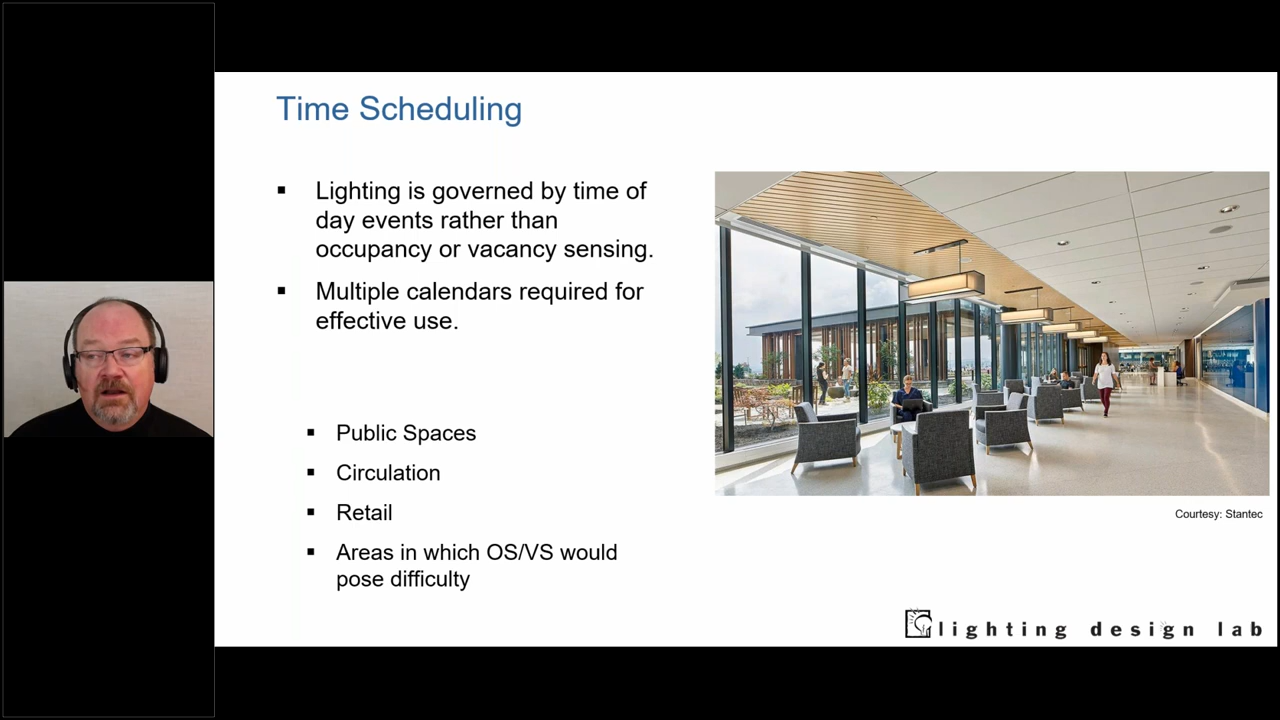 Time Scheduling
▪ Lighting is governed by time of
day events rather than
occupancy or vacancy sensing.
▪ Multiple calendars required for
effective use.
▪ Public Spaces
▪ Circulation
▪ Retail
▪ Areas in which OS/VS would
pose difficulty
Courtesy: Stantec
lighting design lab